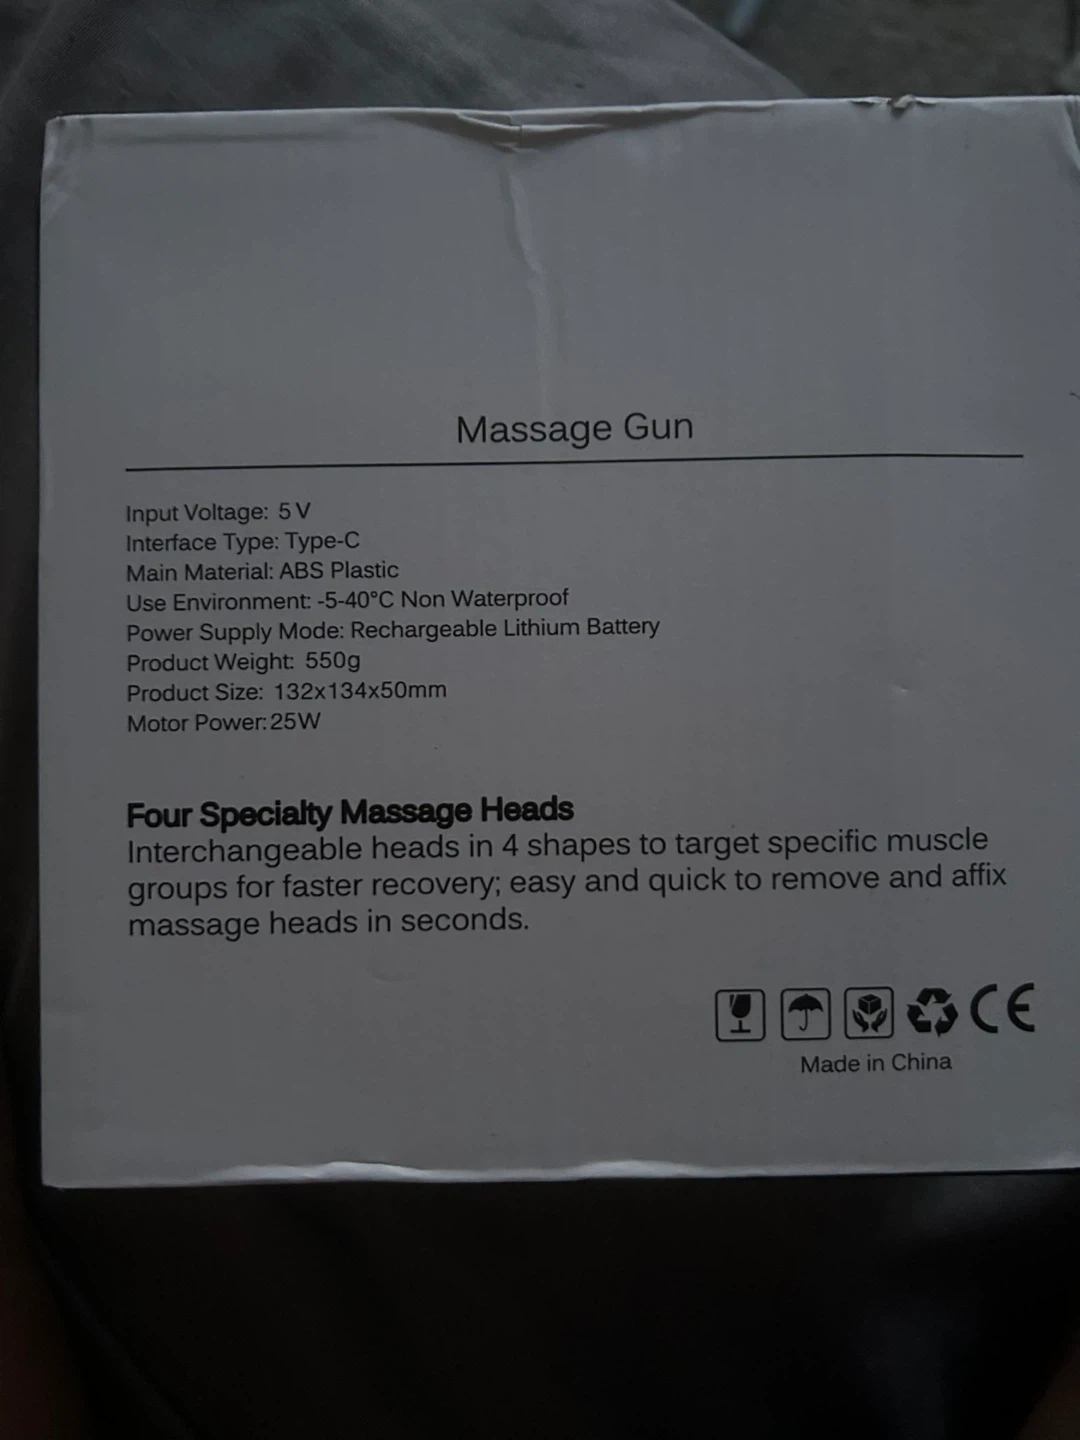 Massage Gun
Input Voltage: 5 V
Interface Type: Type-C
Main Material: ABS Plastic
Use Environment: -5-40°C Non Waterproof
Power Supply Mode: Rechargeable Lithium Battery
Product Weight: 550g
Product Size: 132x134x50mm
Motor Power:25W
Four Specialty Massage Heads
Interchangeable heads in 4 shapes to target specific muscle
groups for faster recovery; easy and quick to remove and affix
massage heads in seconds.
CE
Made in China